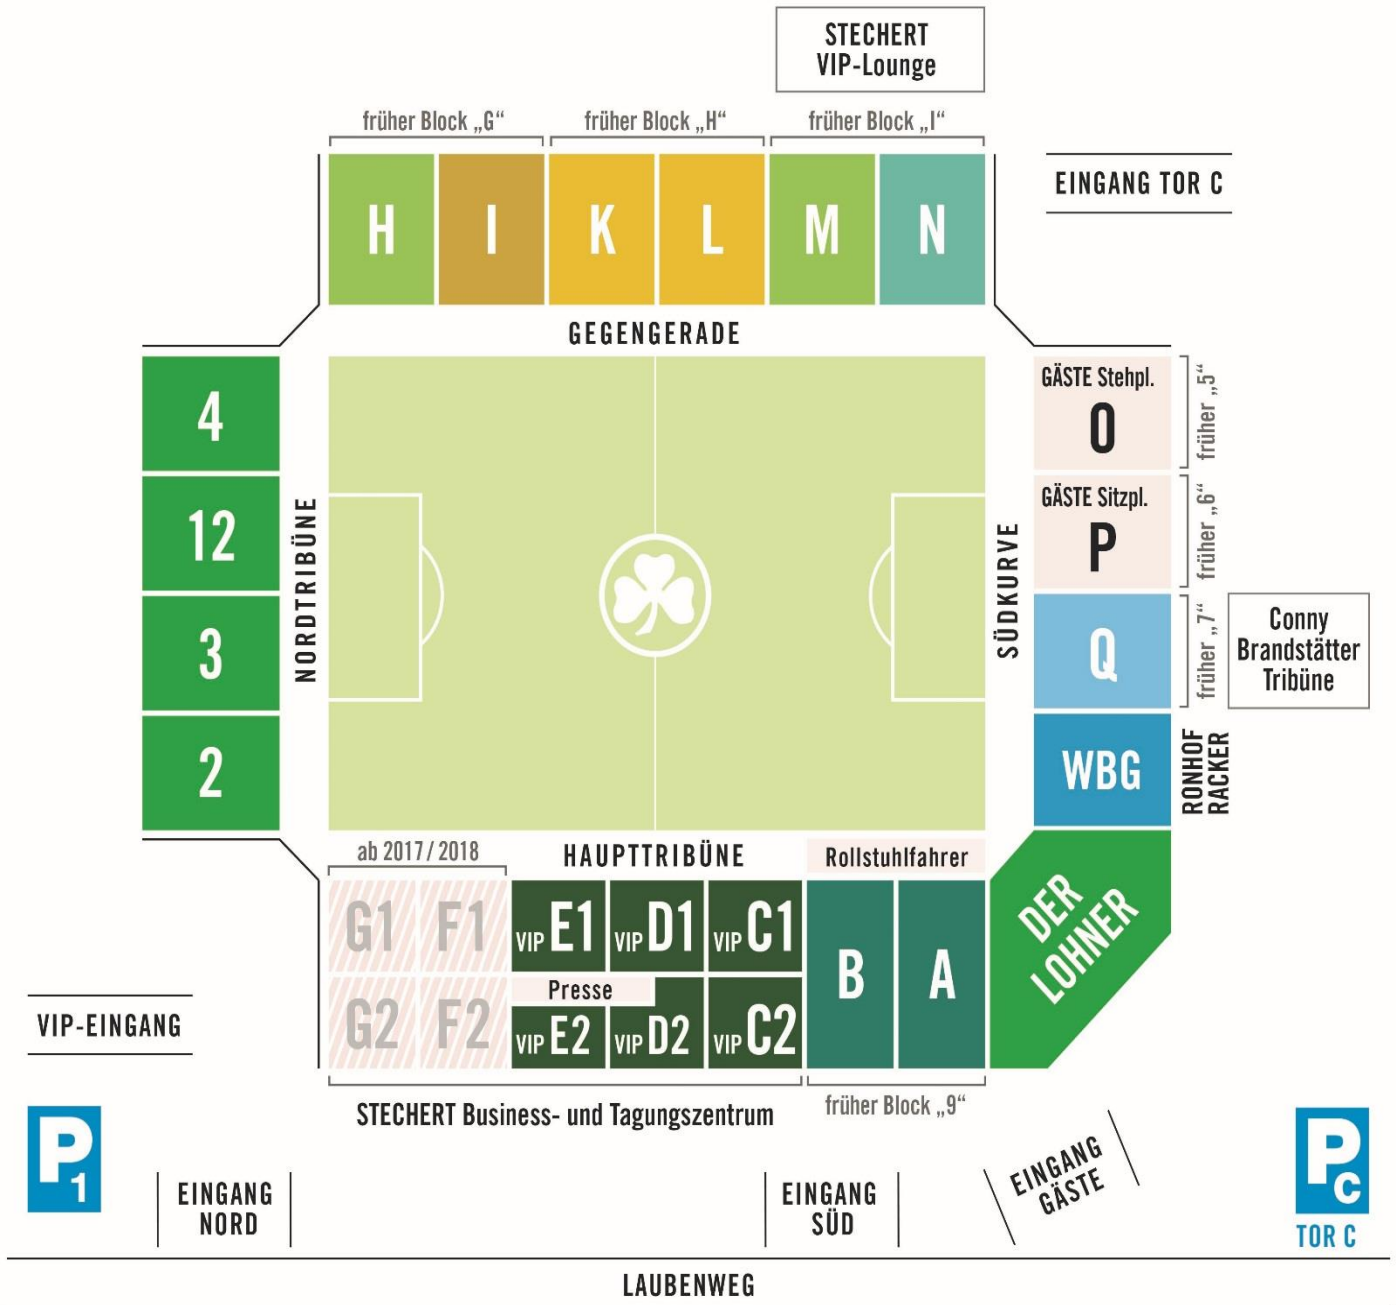 STECHERT
VIP-Lounge
früher Block „G“
früher Block „H“
früher Block „I“
H
I
K
L
M
N
EINGANG TOR C
GEGENGERADE
4
12
3
2
NORDTRIBÜNE
SÜDKURVE
GÄSTE Stehpl.
O
früher „5“
GÄSTE Sitzpl.
P
früher „6“
Q
früher „7“
Conny
Brandstätter
Tribüne
WBG
RONHOF
RACKER
ab 2017/2018
HAUPTTRIBÜNE
Rollstuhlfahrer
G1
F1
VIP E1
VIP D1
VIP C1
B
A
DER
LOHNER
Presse
G2
F2
VIP E2
VIP D2
VIP C2
VIP-EINGANG
STECHERT Business- und Tagungszentrum
früher Block „9“
P1
EINGANG
NORD
EINGANG
SÜD
EINGANG
GÄSTE
PC
TOR C
LAUBENWEG